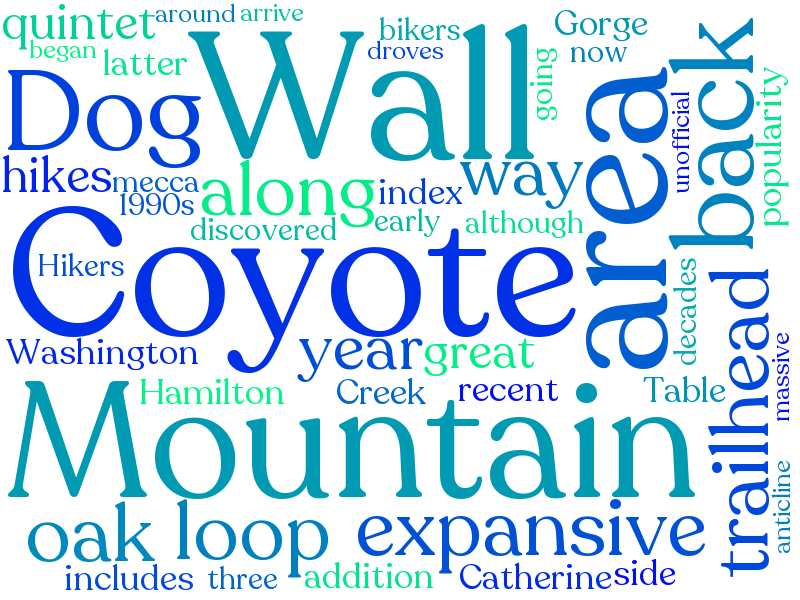 quintet
around
arrive
began
latter
Wall
bikers
droves
Gorge
now
going
area
back
unofficial
popularity
Dog
hikes
mecca
1990s
along
index
way
discovered
early
although
Coyote
Hikers
decades
trailhead
massive
Washington
year
great
Hamilton
Creek
recent
Table
Mountain
anticline
oak
loop
expansive
includes
three
addition
Catherine
side